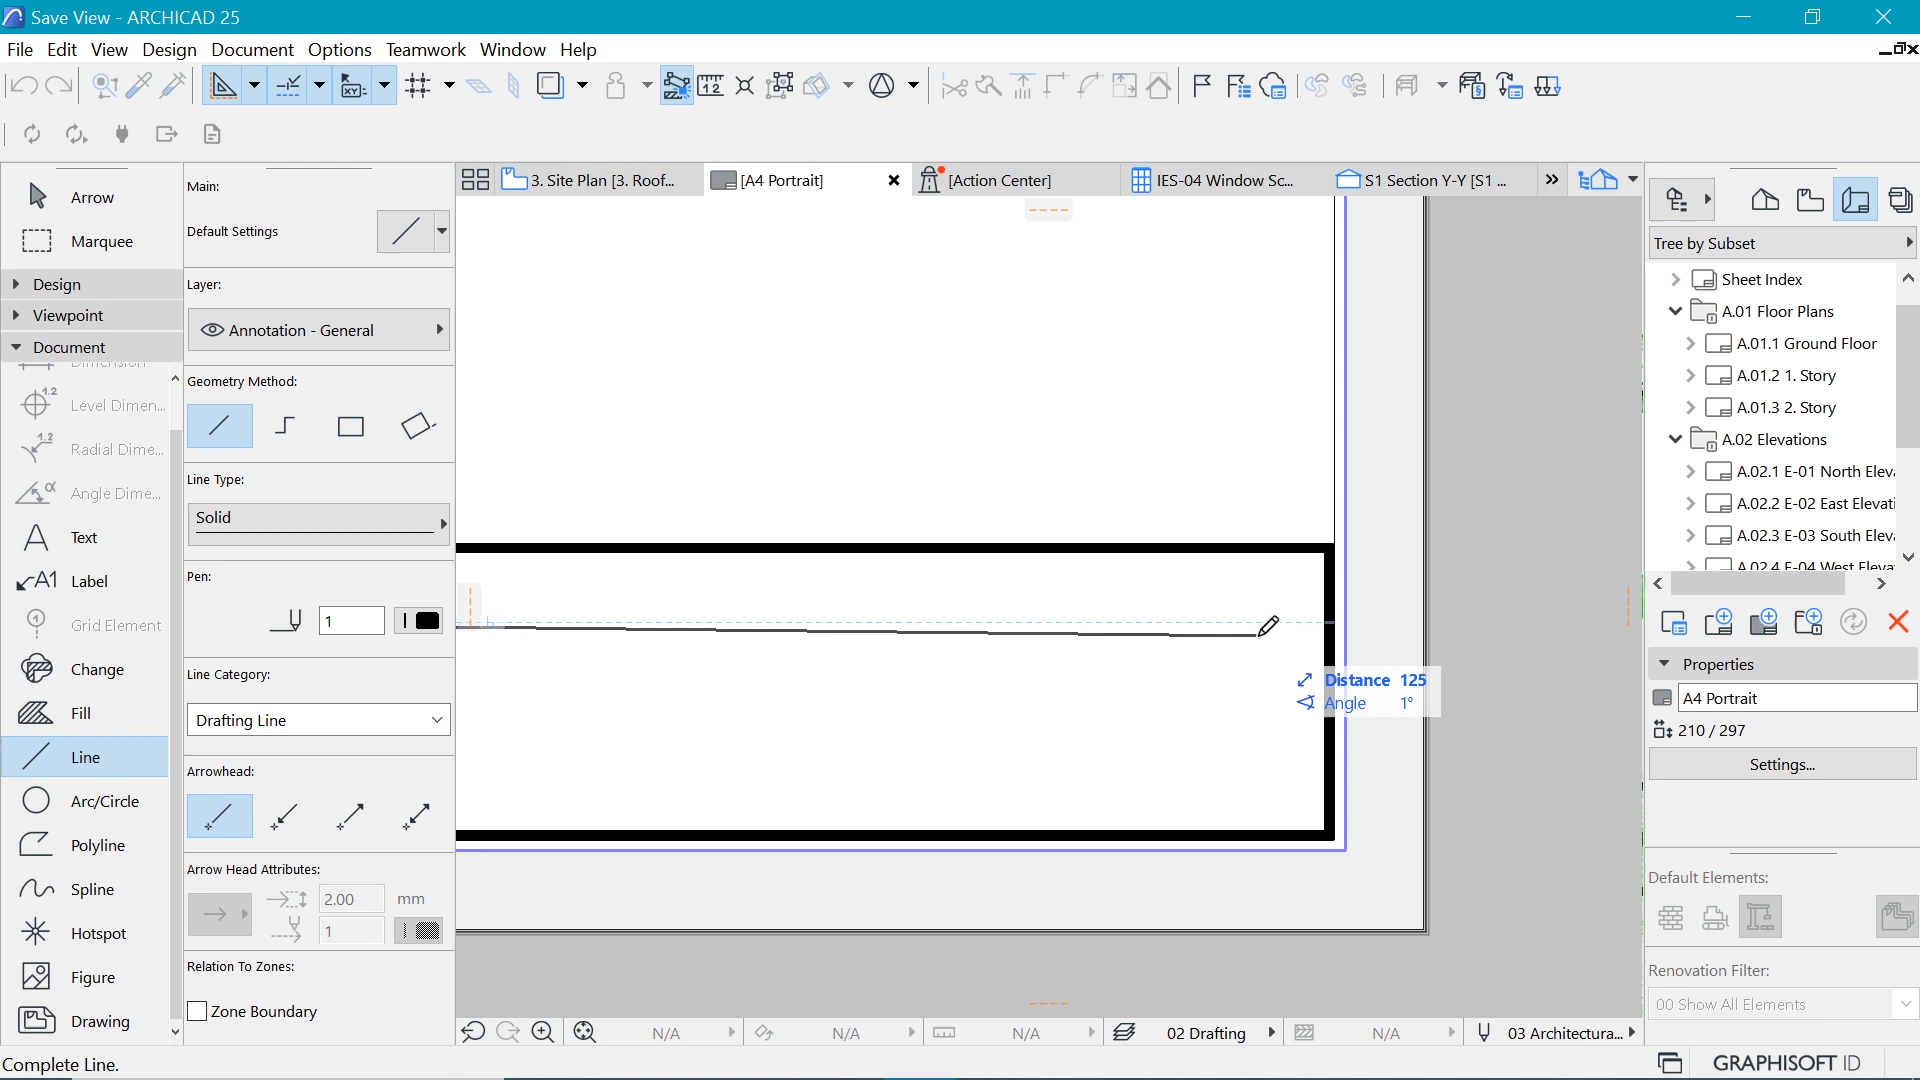 Save View - ARCHICAD 25
File Edit View Design Document Options Teamwork Window Help
3. Site Plan [3. Roof...
[A4 Portrait]
[Action Center]
IES-04 Window Sc...
S1 Section Y-Y [S1 ...
Arrow
Marquee
Design
Viewpoint
Document
Dimension
Level Dimen...
Radial Dime...
Angle Dime...
Text
Label
Grid Element
Change
Fill
Line
Arc/Circle
Polyline
Spline
Hotspot
Figure
Drawing
Main:
Default Settings
Layer:
Annotation - General
Geometry Method:
Line Type:
Solid
Pen:
1
Line Category:
Drafting Line
Arrowhead:
Arrow Head Attributes:
2.00 mm
1
Relation To Zones:
Zone Boundary
Distance 125
Angle 1°
Tree by Subset
Sheet Index
A.01 Floor Plans
A.01.1 Ground Floor
A.01.2 1. Story
A.01.3 2. Story
A.02 Elevations
A.02.1 E-01 North Eleva
A.02.2 E-02 East Elevati
A.02.3 E-03 South Eleva
A.02.4 E-04 West Eleva
Properties
A4 Portrait
210 / 297
Settings...
Default Elements:
Renovation Filter:
00 Show All Elements
N/A
N/A
N/A
02 Drafting
N/A
03 Architectura...
Complete Line.
GRAPHISOFT ID